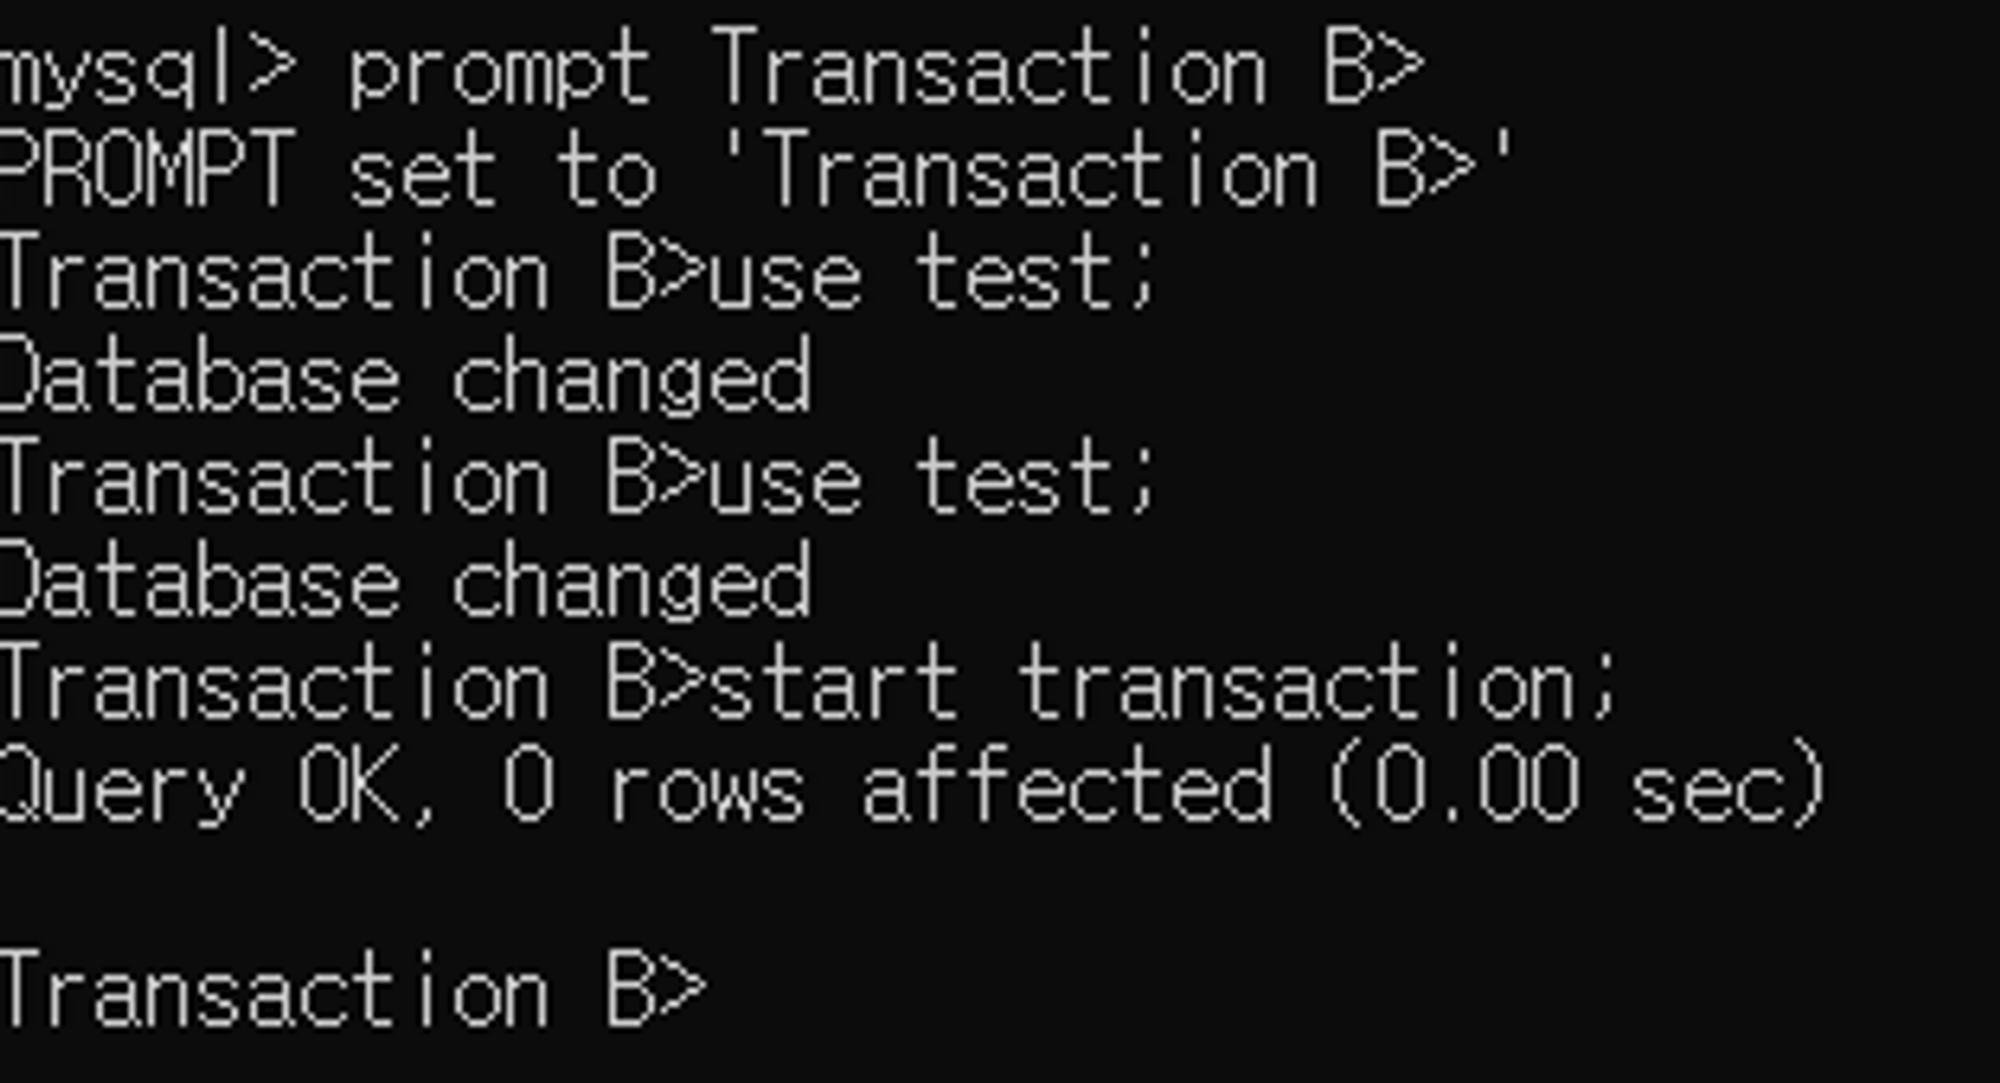 mysql> prompt Transaction B>
PROMPT set to 'Transaction B>'
Transaction B>use test;
Database changed
Transaction B>use test;
Database changed
Transaction B>start transaction;
Query OK, 0 rows affected (0.00 sec)
Transaction B>